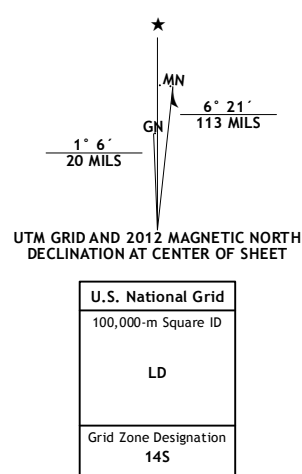 ★
MN
GN
6° 21´
113 MILS
1° 6´
20 MILS
UTM GRID AND 2012 MAGNETIC NORTH
DECLINATION AT CENTER OF SHEET
U.S. National Grid
100,000-m Square ID
LD
Grid Zone Designation
14S